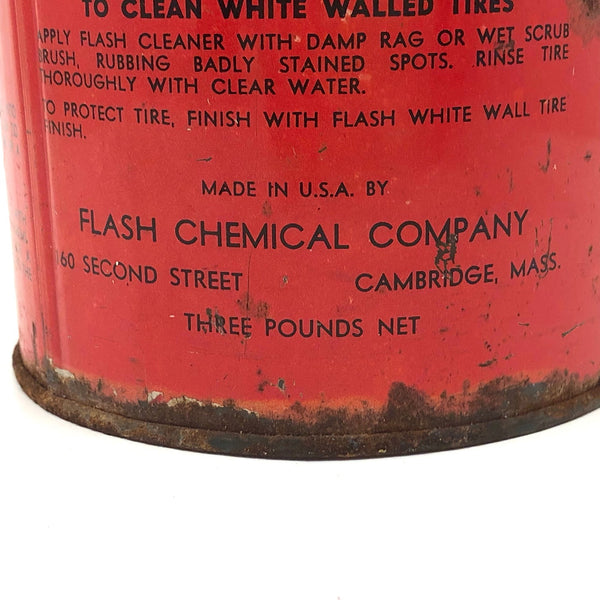 TO CLEAN WHITE WALLED TIRES
APPLY FLASH CLEANER WITH DAMP RAG OR WET SCRUB
BRUSH, RUBBING BADLY STAINED SPOTS. RINSE TIRE
THOROUGHLY WITH CLEAR WATER.
TO PROTECT TIRE, FINISH WITH FLASH WHITE WALL TIRE
FINISH.
MADE IN U.S.A. BY
FLASH CHEMICAL COMPANY
160 SECOND STREET CAMBRIDGE, MASS.
THREE POUNDS NET